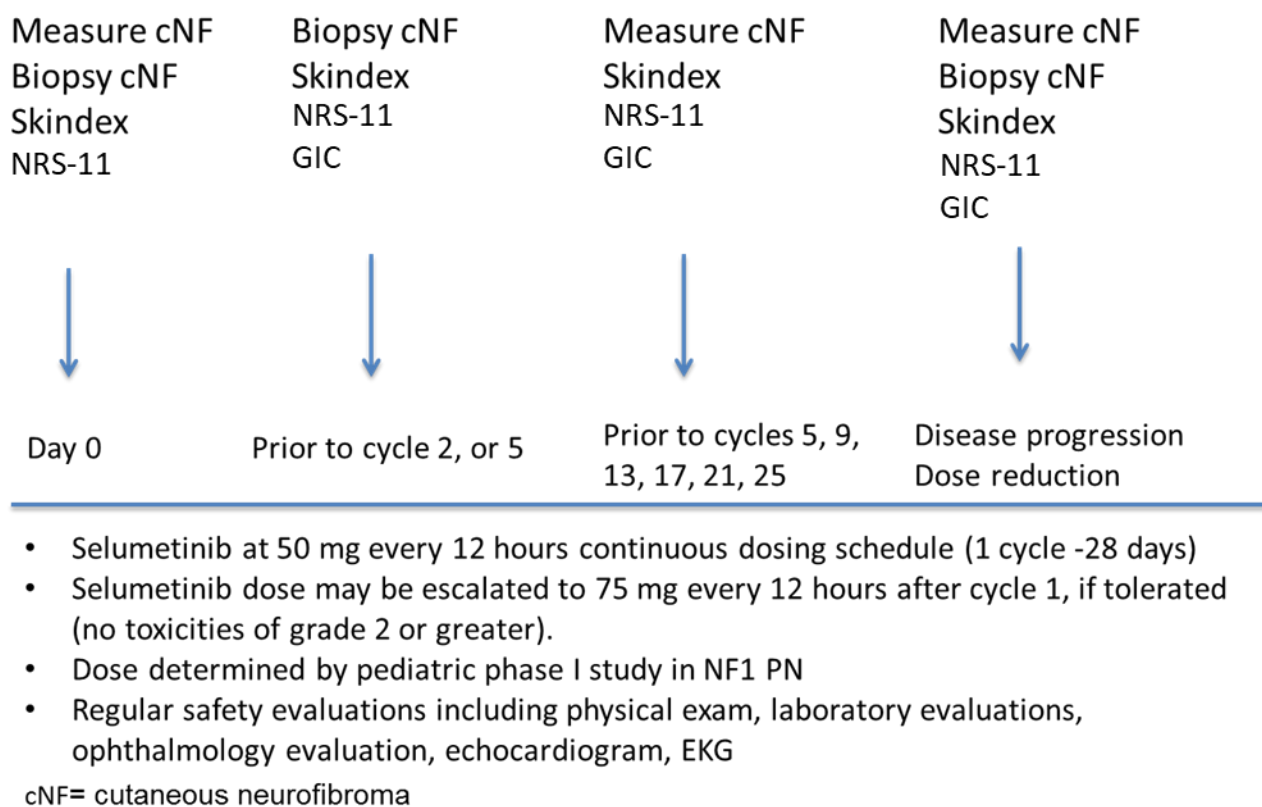 Measure cNF
Biopsy cNF
Skindex
NRS-11
Biopsy cNF
Skindex
NRS-11
GIC
Measure cNF
Skindex
NRS-11
GIC
Measure cNF
Biopsy cNF
Skindex
NRS-11
GIC
Day 0
Prior to cycle 2, or 5
Prior to cycles 5, 9,
13, 17, 21, 25
Disease progression
Dose reduction
• Selumetinib at 50 mg every 12 hours continuous dosing schedule (1 cycle -28 days)
• Selumetinib dose may be escalated to 75 mg every 12 hours after cycle 1, if tolerated
(no toxicities of grade 2 or greater).
• Dose determined by pediatric phase I study in NF1 PN
• Regular safety evaluations including physical exam, laboratory evaluations,
ophthalmology evaluation, echocardiogram, EKG
cNF= cutaneous neurofibroma